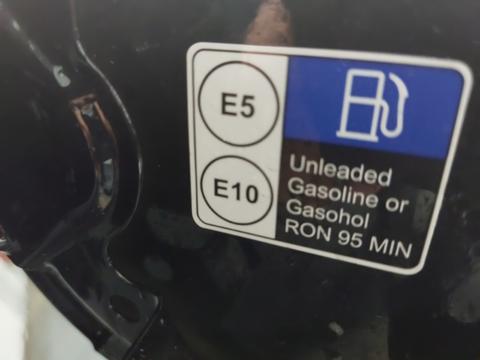 E5
E10
Unleaded
Gasoline or
Gasohol
RON 95 MIN